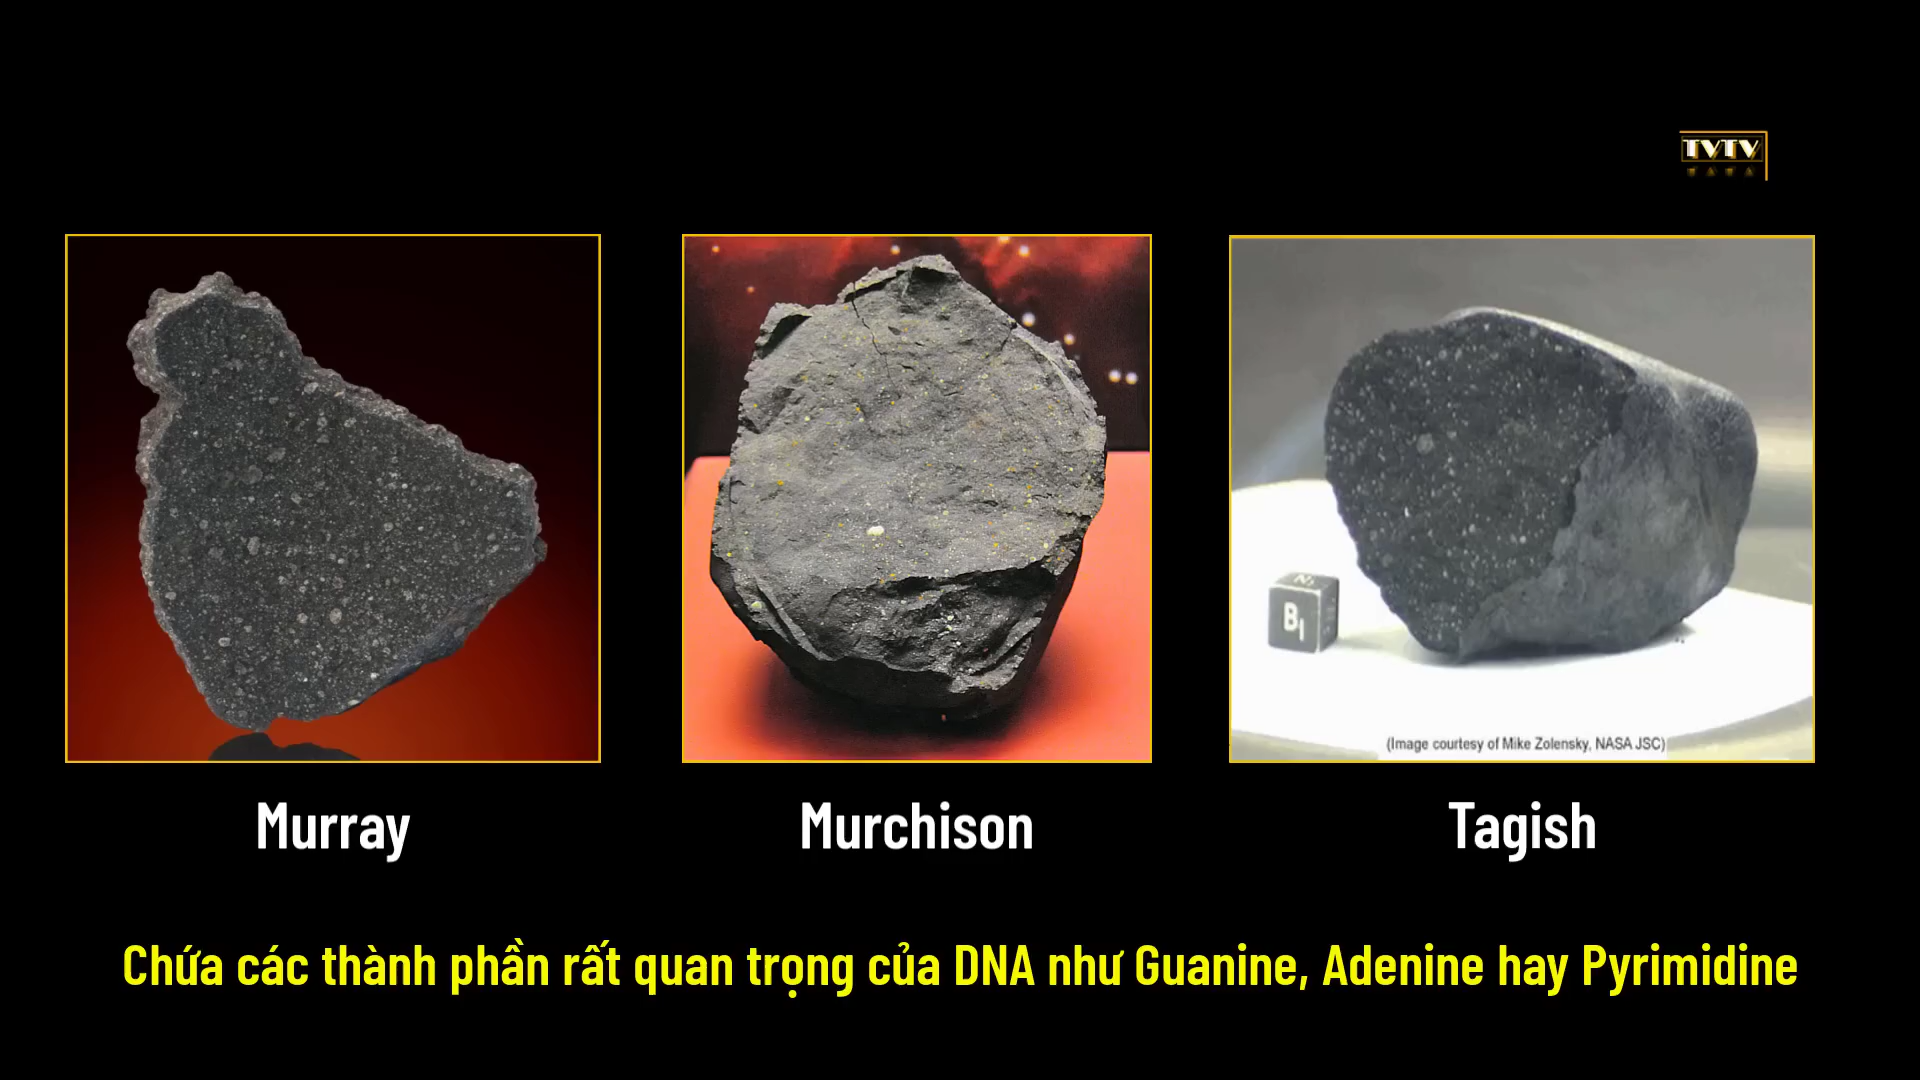 TVTV
B1
(Image courtesy of Mike Zolensky, NASA JSC)
Murray
Murchison
Tagish
Chứa các thành phần rất quan trọng của DNA như Guanine, Adenine hay Pyrimidine